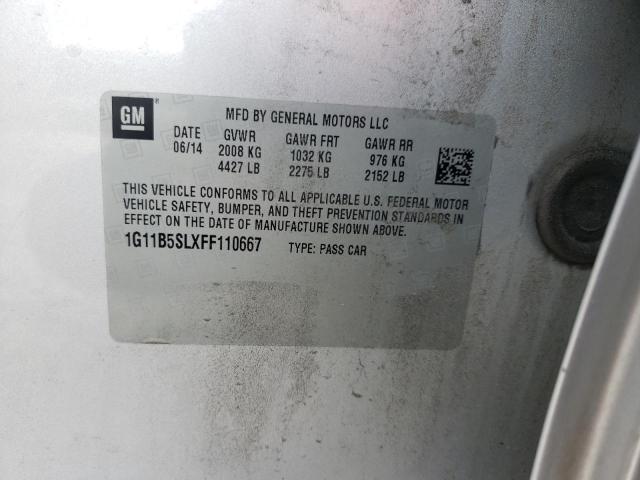 GM ®
MFD BY GENERAL MOTORS LLC
DATE GVWR GAWR FRT GAWR RR
06/14 2008 KG 1032 KG 976 KG
4427 LB 2275 LB 2152 LB
THIS VEHICLE CONFORMS TO ALL APPLICABLE U.S. FEDERAL MOTOR
VEHICLE SAFETY, BUMPER, AND THEFT PREVENTION STANDARDS IN
EFFECT ON THE DATE OF MANUFACTURE SHOWN ABOVE.
1G11B5SLXFF110667 TYPE: PASS CAR